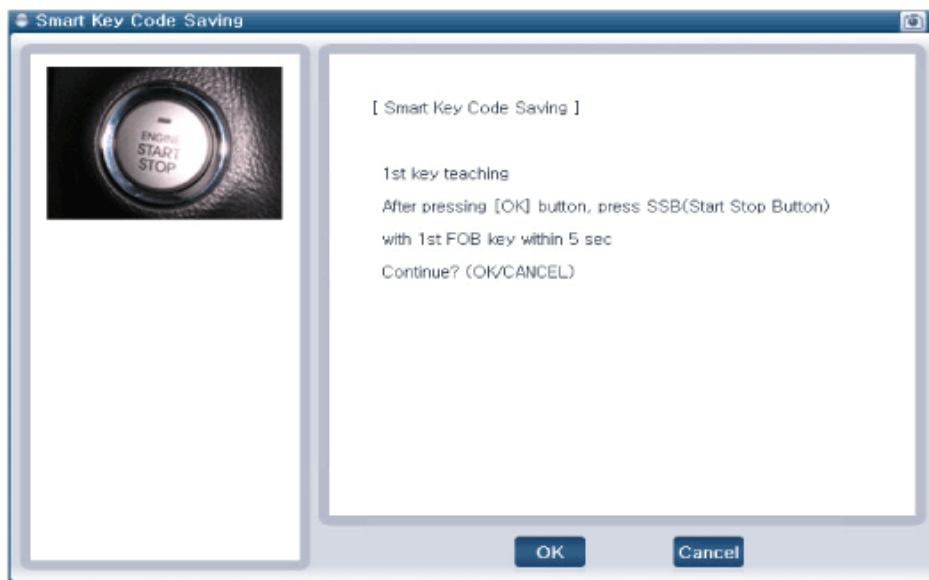 Smart Key Code Saving
ENGINE
START
STOP
[ Smart Key Code Saving ]
1st key teaching
After pressing [OK] button, press SSB(Start Stop Button)
with 1st FOB key within 5 sec
Continue? (OK/CANCEL)
OK
Cancel